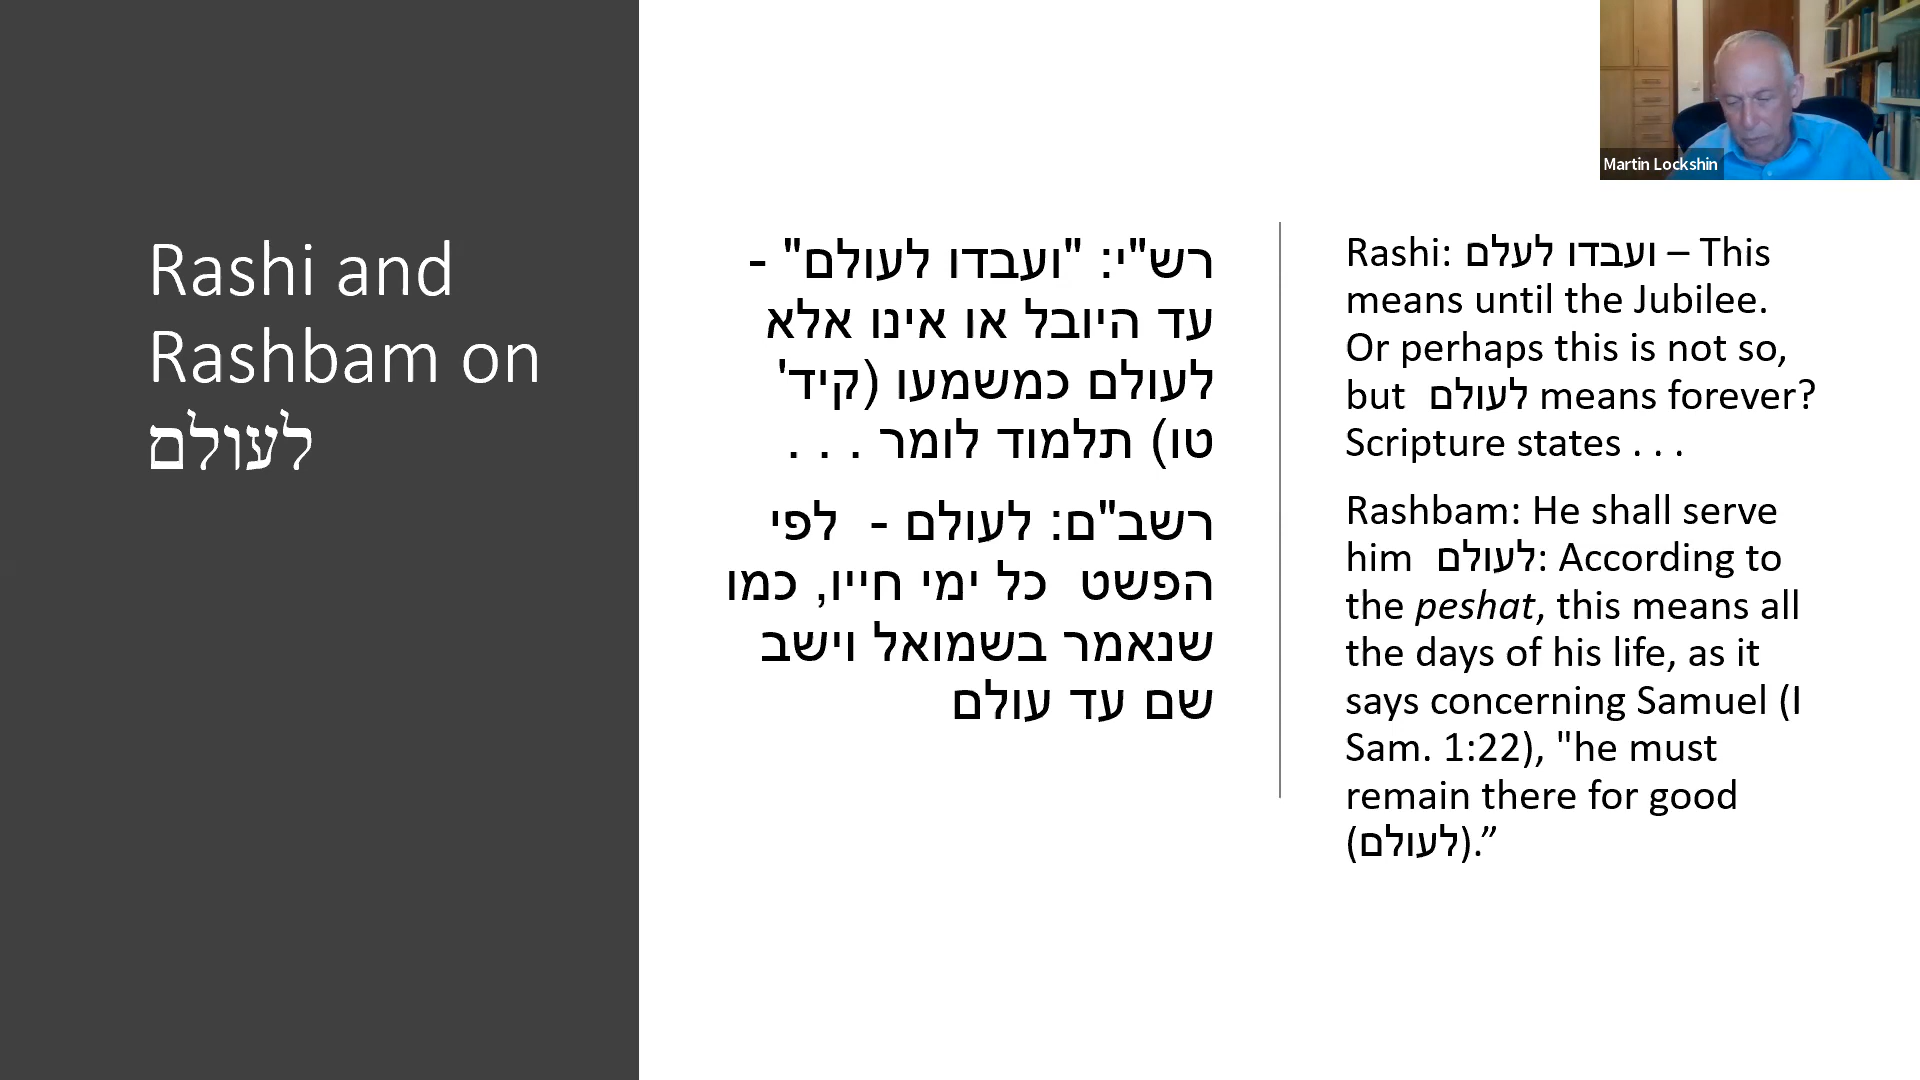 Rashi and
Rashbam on
לעולם
רש"י: "ועבדו לעולם" -
עד היובל או אינו אלא
לעולם כמשמעו (קיד'
טו) תלמוד לומר . . .
רשב"ם: לעולם - לפי
הפשט כל ימי חייו, כמו
שנאמר בשמואל וישב
שם עד עולם
Rashi: ועבדו לעלם – This
means until the Jubilee.
Or perhaps this is not so,
but לעולם means forever?
Scripture states . . .
Rashbam: He shall serve
him לעולם: According to
the peshat, this means all
the days of his life, as it
says concerning Samuel (I
Sam. 1:22), "he must
remain there for good
(לעולם).”
Martin Lockshin